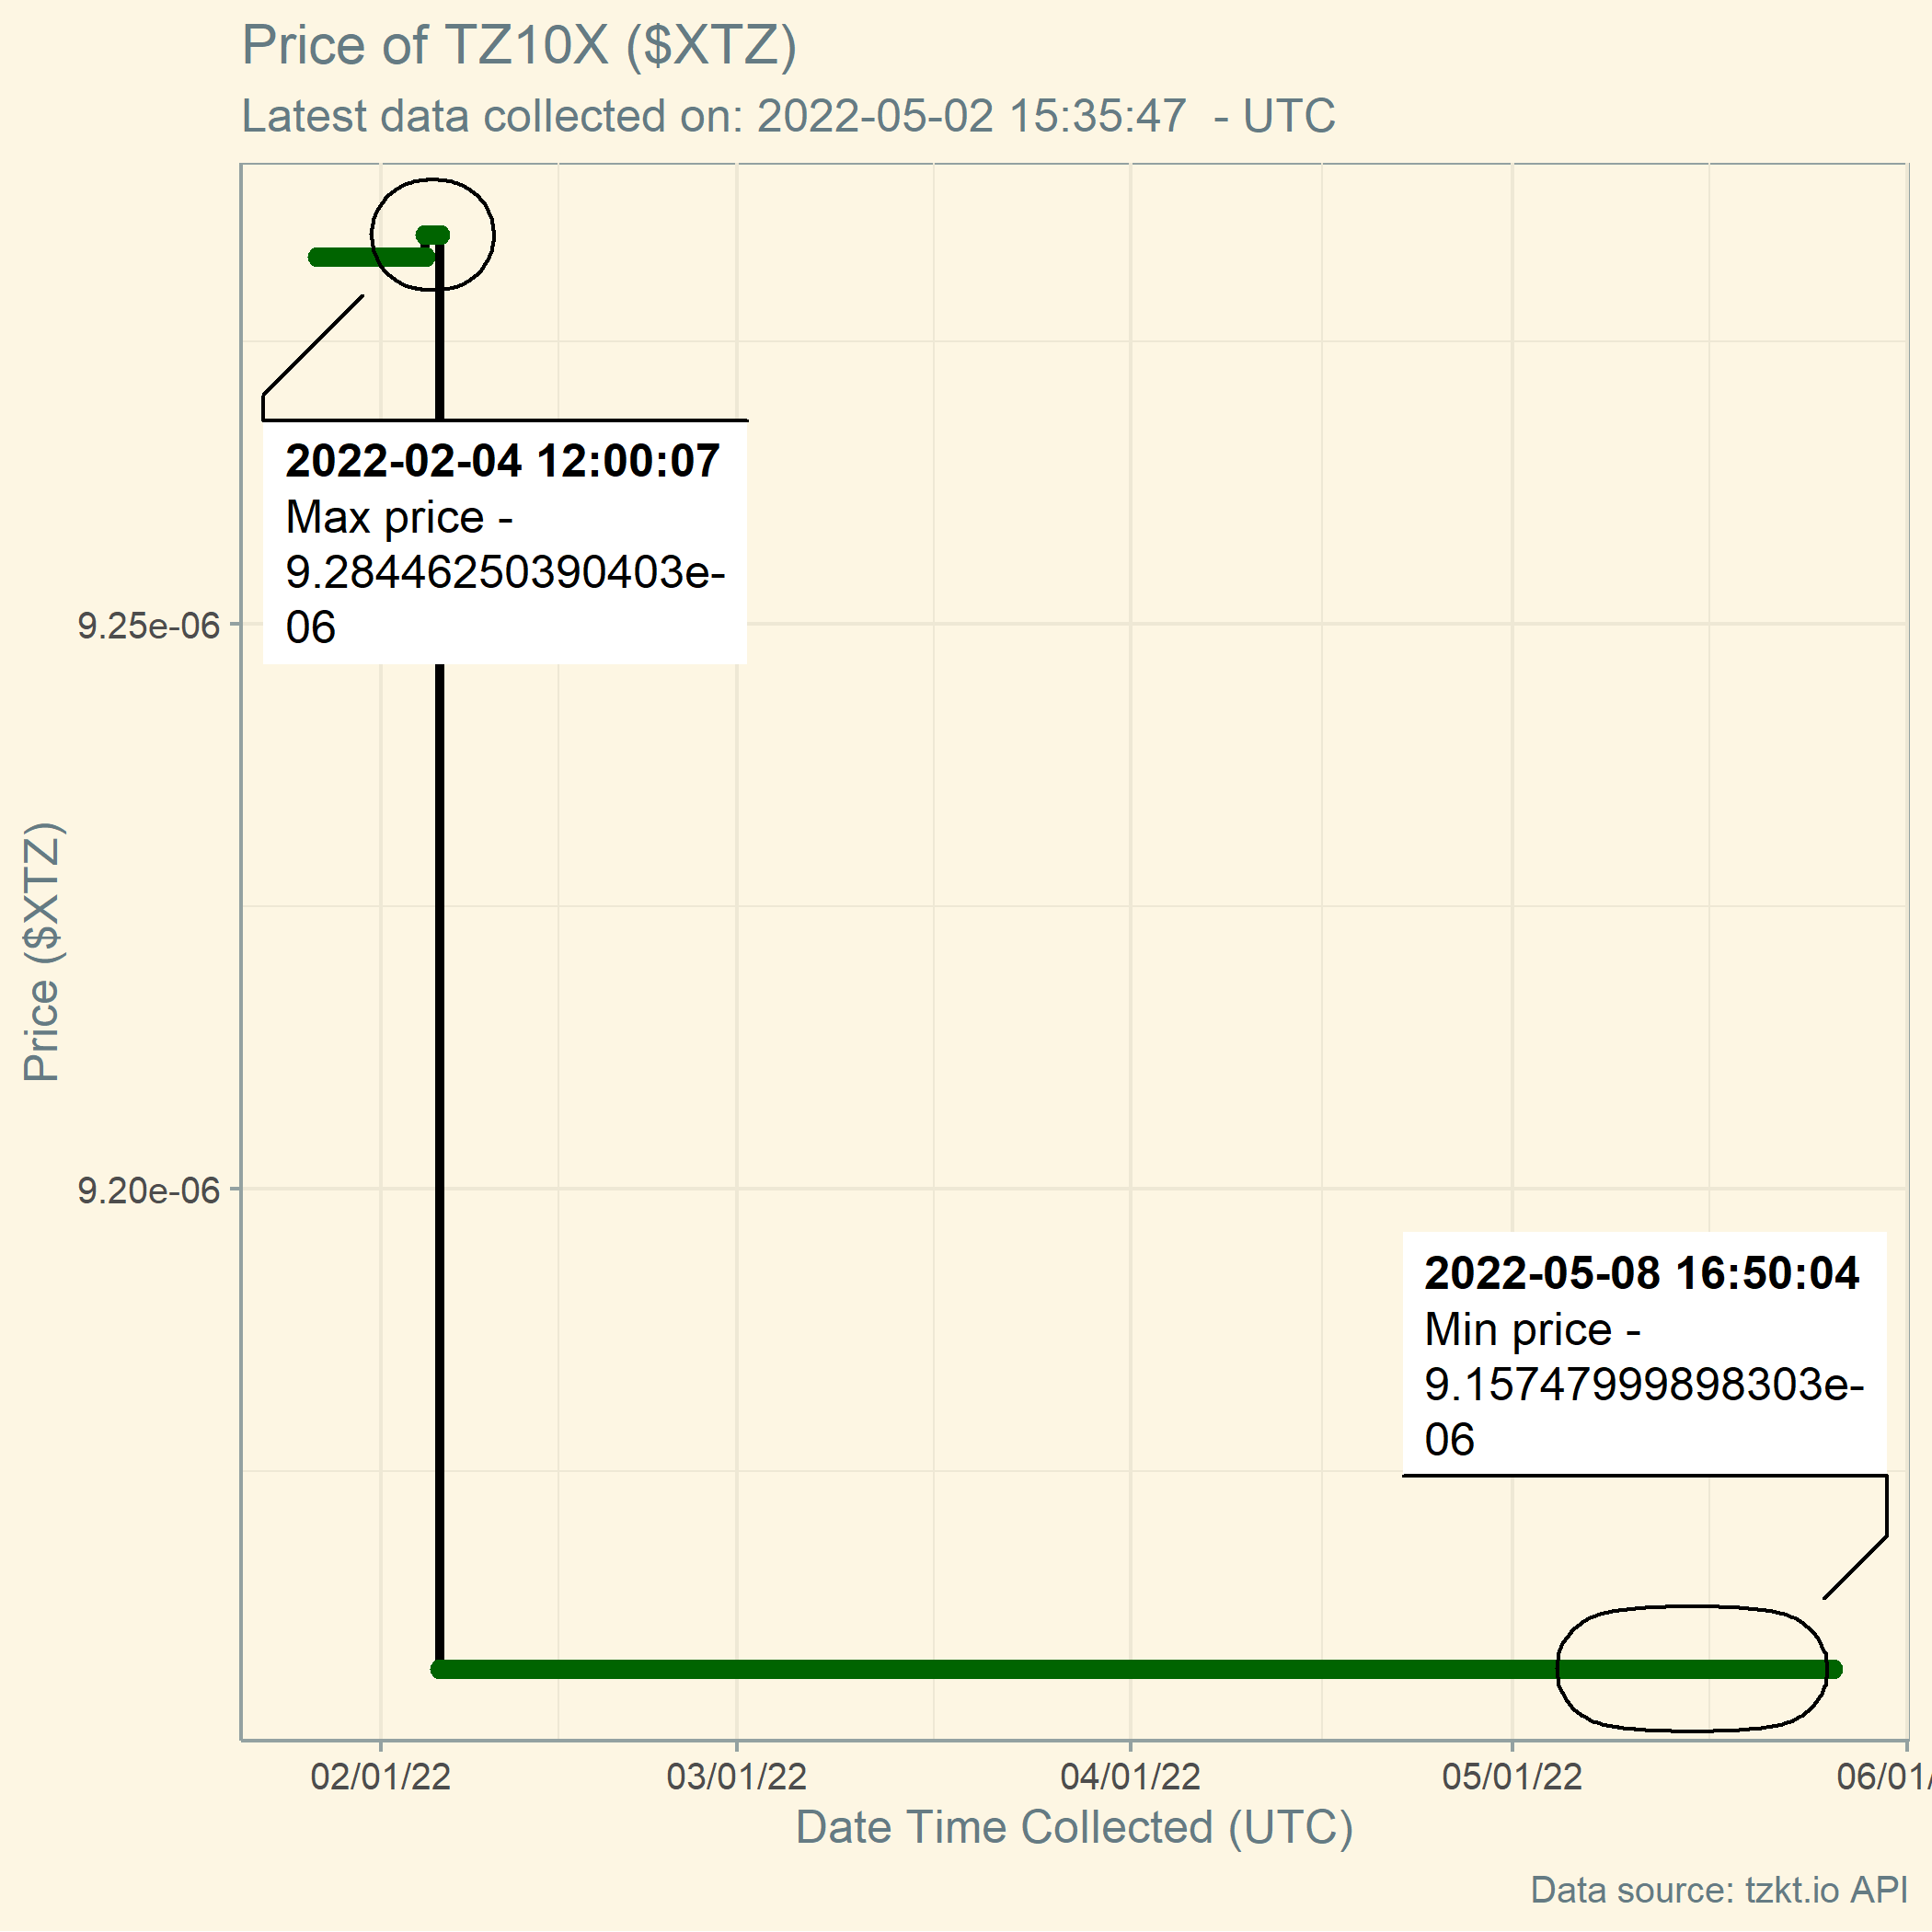 Price of TZ10X ($XTZ)
Latest data collected on: 2022-05-02 15:35:47  - UTC
2022-02-04 12:00:07
Max price -
9.28446250390403e-
06
9.25e-06
Price ($XTZ)
9.20e-06
2022-05-08 16:50:04
Min price -
9.15747999898303e-
06
02/01/22
03/01/22
04/01/22
05/01/22
06/01/
Date Time Collected (UTC)
Data source: tzkt.io API